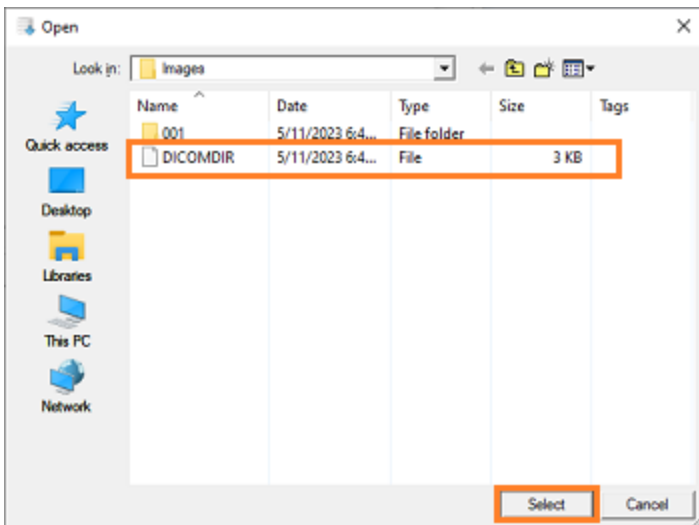 Open
Look in: Images
Name Date Type Size Tags
001 5/11/2023 6:4... File folder
DICOMDIR 5/11/2023 6:4... File 3 KB
Quick access
Desktop
Libraries
This PC
Network
Select Cancel